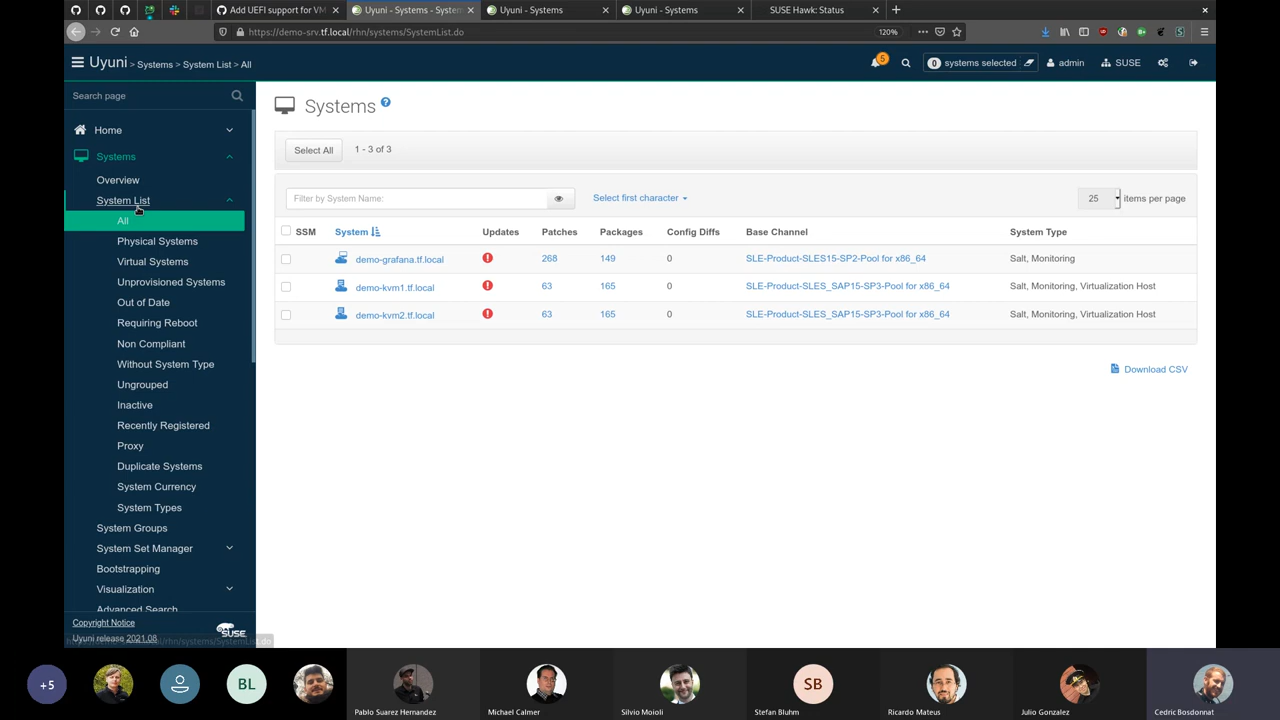 Add UEFI support for VM
Uyuni - Systems - System
Uyuni - Systems
Uyuni - Systems
SUSE Hawk: Status
https://demo-srv.tf.local/rhn/systems/SystemList.do
120%
Uyuni > Systems > System List > All
5
0 systems selected
admin
SUSE
Search page
Home
Systems
Overview
System List
All
Physical Systems
Virtual Systems
Unprovisioned Systems
Out of Date
Requiring Reboot
Non Compliant
Without System Type
Ungrouped
Inactive
Recently Registered
Proxy
Duplicate Systems
System Currency
System Types
System Groups
System Set Manager
Bootstrapping
Visualization
Advanced Search
Copyright Notice
Uyuni release 2021.08
SUSE
Systems
Select All
1 - 3 of 3
Filter by System Name:
Select first character
25 items per page
SSM System Updates Patches Packages Config Diffs Base Channel System Type
demo-grafana.tf.local 268 149 0 SLE-Product-SLES15-SP2-Pool for x86_64 Salt, Monitoring
demo-kvm1.tf.local 63 165 0 SLE-Product-SLES_SAP15-SP3-Pool for x86_64 Salt, Monitoring, Virtualization Host
demo-kvm2.tf.local 63 165 0 SLE-Product-SLES_SAP15-SP3-Pool for x86_64 Salt, Monitoring, Virtualization Host
Download CSV
+5
BL
SB
Pablo Suarez Hernandez
Michael Calmer
Silvio Moioli
Stefan Bluhm
Ricardo Mateus
Julio Gonzalez
Cedric Bosdonnat